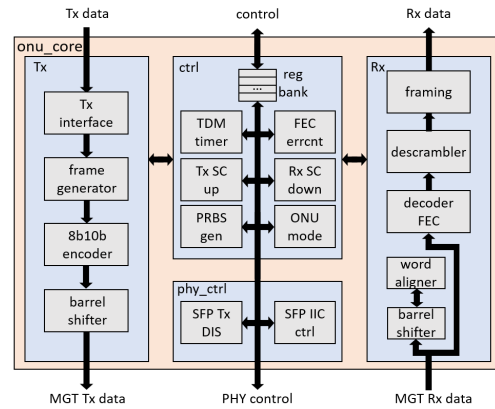 Tx data
control
Rx data
onu_core
Tx
ctrl
Rx
Tx
interface
frame
generator
8b10b
encoder
barrel
shifter
...
reg
bank
TDM
timer
FEC
errcnt
Tx SC
up
Rx SC
down
PRBS
gen
ONU
mode
phy_ctrl
SFP Tx
DIS
SFP IIC
ctrl
framing
descrambler
decoder
FEC
word
aligner
barrel
shifter
MGT Tx data
PHY control
MGT Rx data